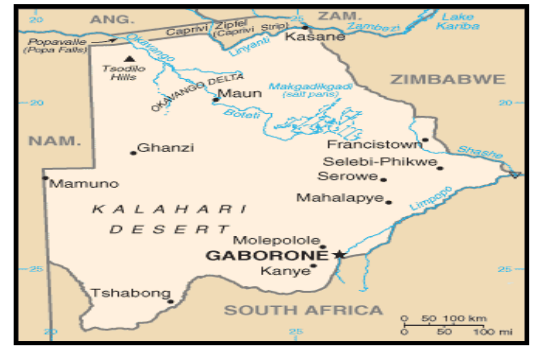 ANG.
ZAM.
20
25
Caprivi Zipfel
(Caprivi Strip)
Zambezi
Lake
Kariba
Popavalle
(Popa Falls)
Okavango
Linyanti
Kasane
Tsodilo
Hills
ZIMBABWE
OKAVANGO DELTA
Makgadikgadi
(salt pans)
20
Maun
20
Boteti
NAM.
Ghanzi
Francistown
Shashe
Selebi-Phikwe
Mamuno
Serowe
Mahalapye
Limpopo
KALAHARI
DESERT
Molepolole
GABORONE
25
Kanye
25
Tshabong
SOUTH AFRICA
0 50 100 km
0 50 100 mi
20
25